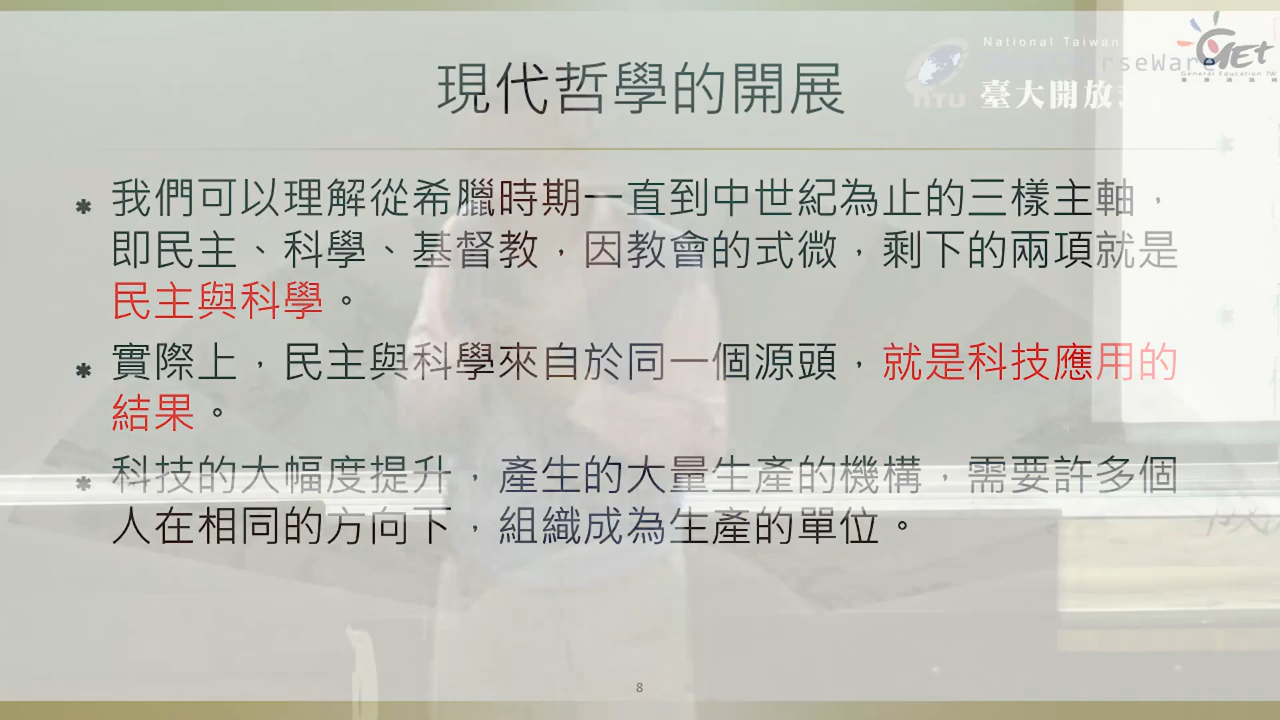 National Taiwan
現代哲學的開展
臺大開放
General Education TW
我們可以理解從希臘時期一直到中世紀為止的三樣主軸，
即民主、科學、基督教，因教會的式微，剩下的兩項就是
民主與科學。
實際上，民主與科學來自於同一個源頭，就是科技應用的
結果。
科技的大幅度提升，產生的大量生產的機構，需要許多個
人在相同的方向下，組織成為生產的單位。
8